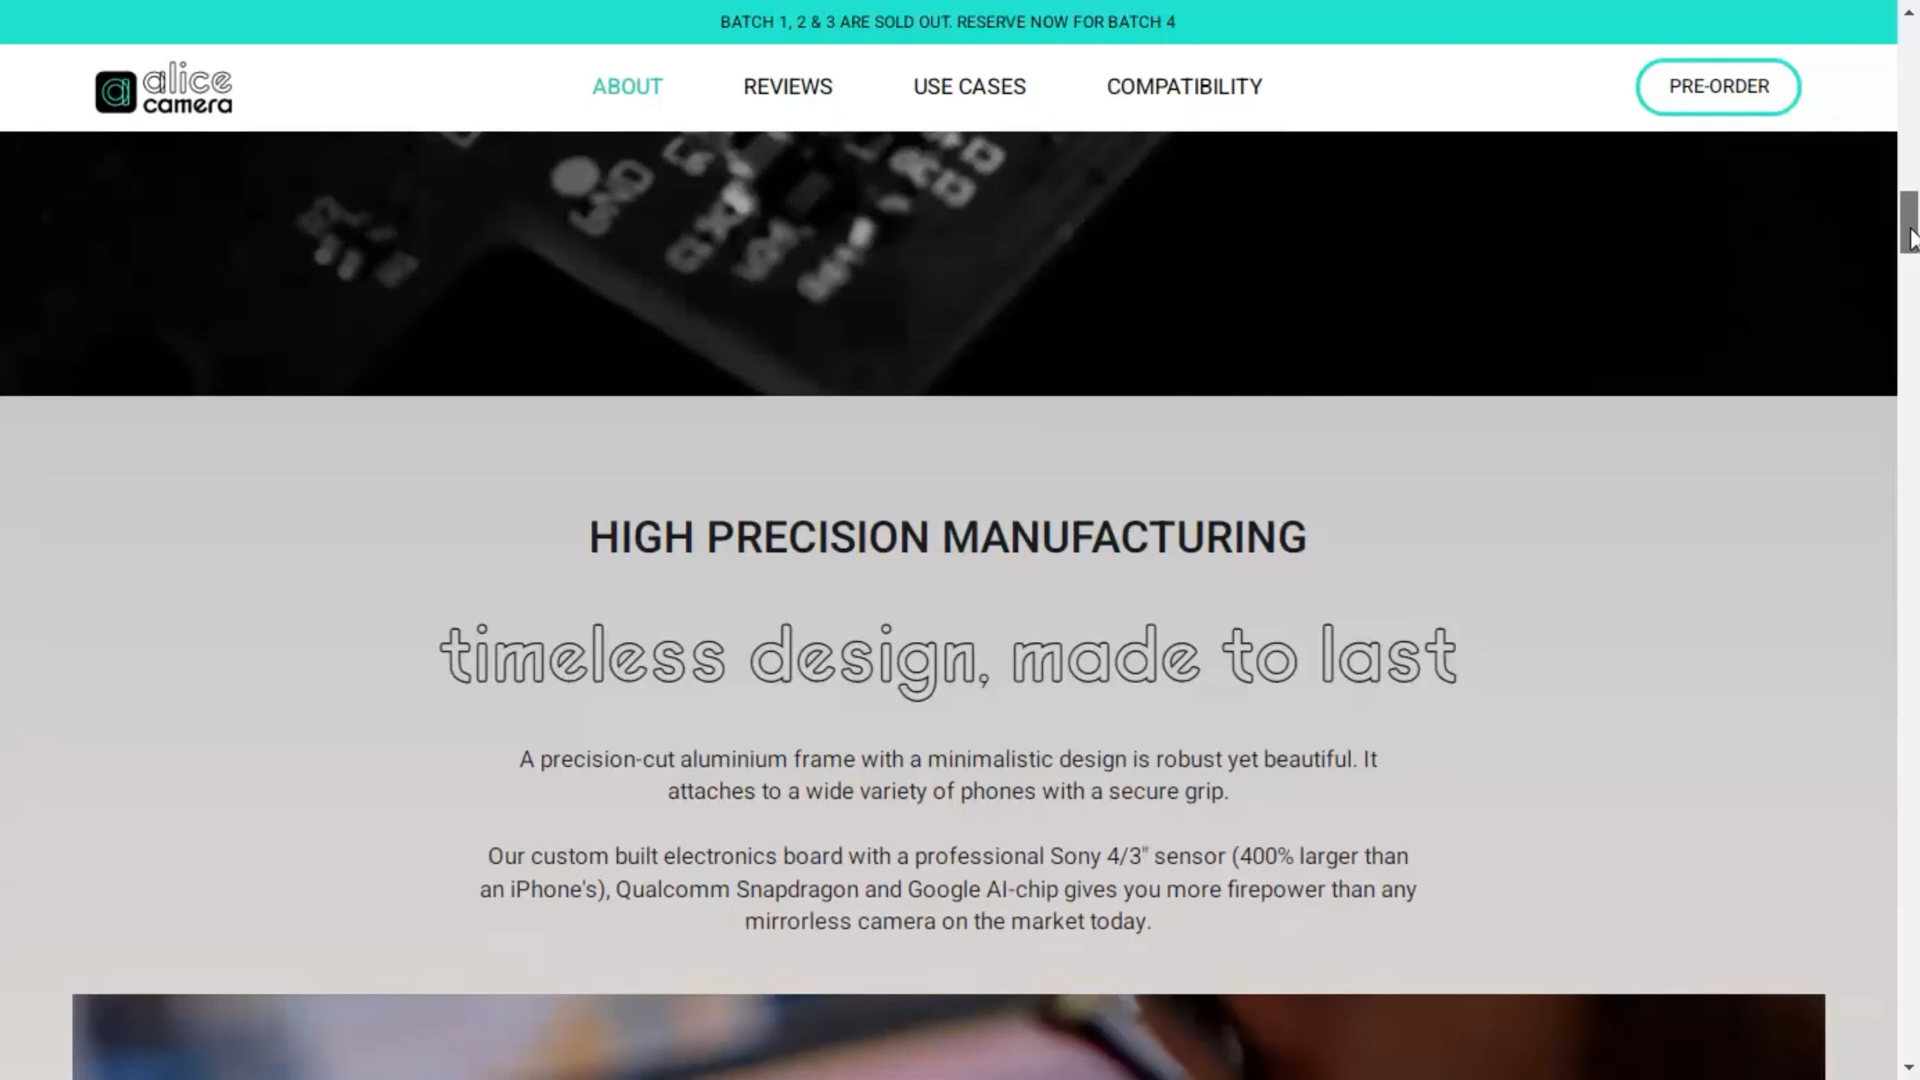 BATCH 1, 2 & 3 ARE SOLD OUT. RESERVE NOW FOR BATCH 4
alice
camera
ABOUT
REVIEWS
USE CASES
COMPATIBILITY
PRE-ORDER
HIGH PRECISION MANUFACTURING
timeless design, made to last
A precision-cut aluminium frame with a minimalistic design is robust yet beautiful. It
attaches to a wide variety of phones with a secure grip.
Our custom built electronics board with a professional Sony 4/3" sensor (400% larger than
an iPhone's), Qualcomm Snapdragon and Google AI-chip gives you more firepower than any
mirrorless camera on the market today.